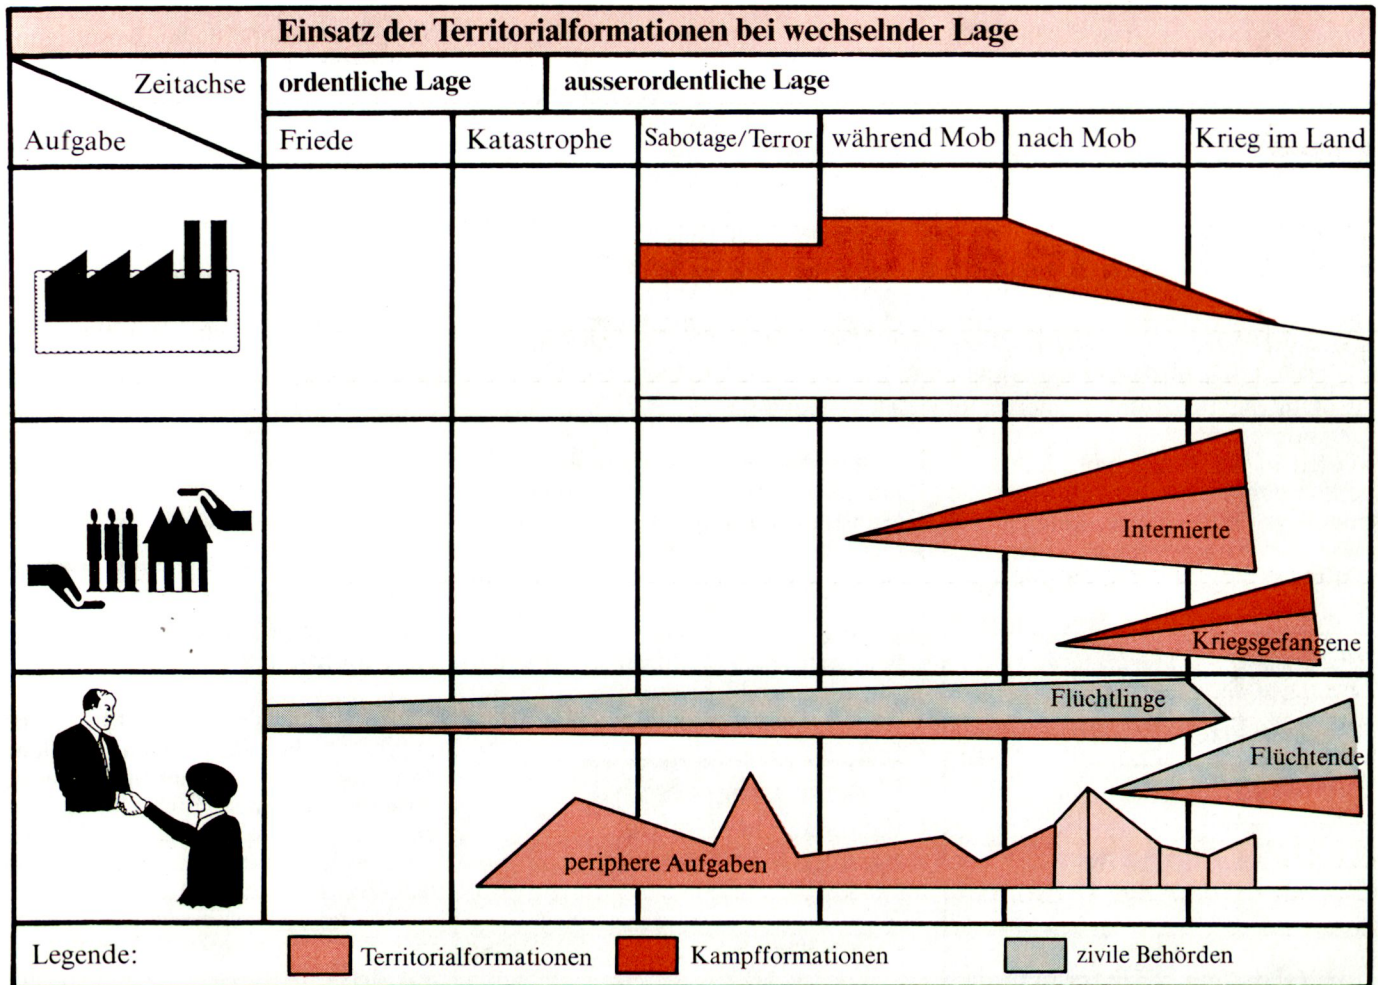 Einsatz der Territorialformationen bei wechselnder Lage
Zeitachse
Aufgabe
ordentliche Lage
ausserordentliche Lage
Friede
Katastrophe
Sabotage/Terror
während Mob
nach Mob
Krieg im Land
Internierte
Kriegsgefangene
Flüchtlinge
Flüchtende
periphere Aufgaben
Legende:
Territorialformationen
Kampfformationen
zivile Behörden